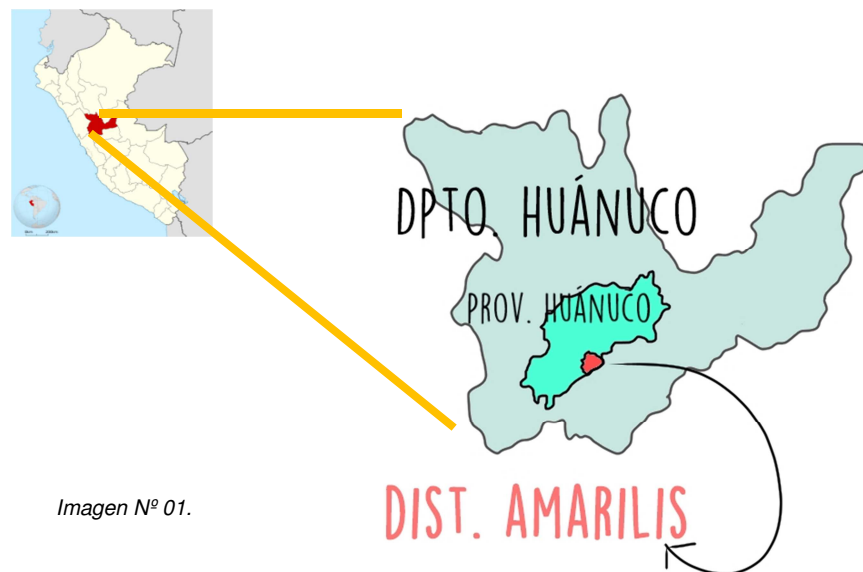 DPTO. HUÁNUCO
PROV. HUÁNUCO
Imagen Nº 01.
DIST. AMARILIS